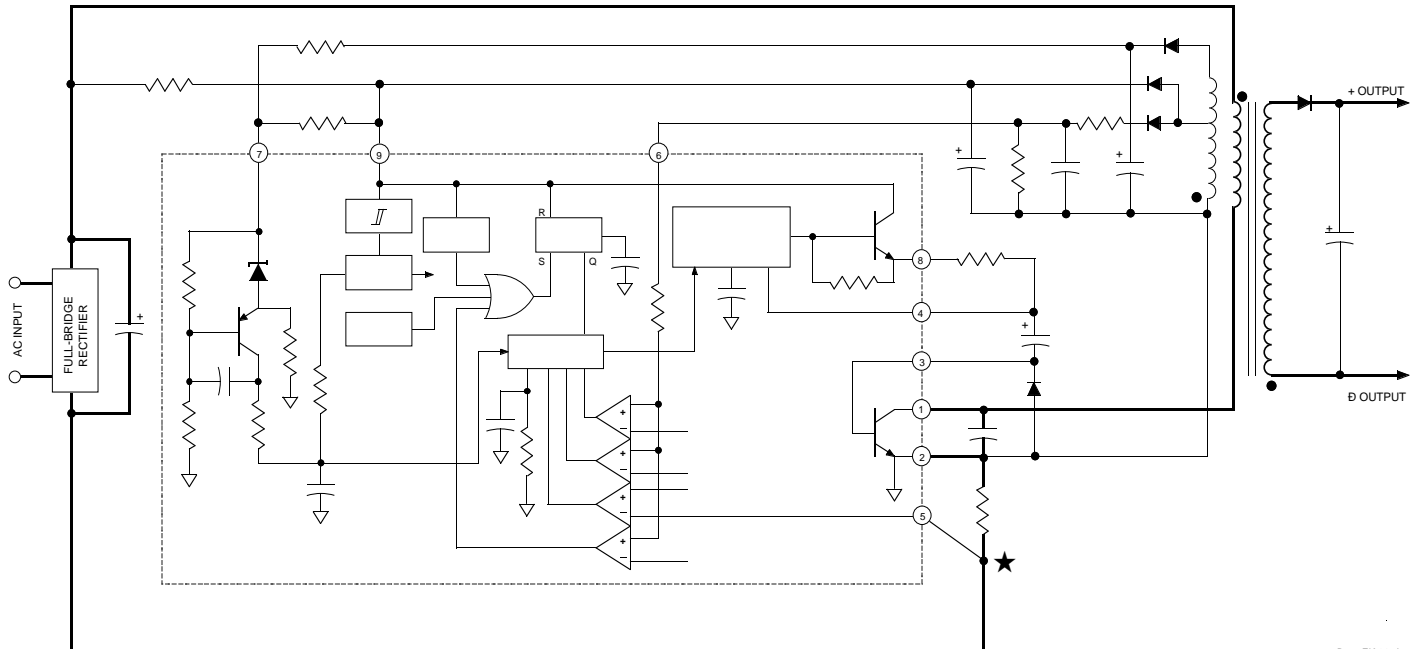 + OUTPUT
7
9
6
+
+
R
+
S
Q
8
AC INPUT
FULL-BRIDGE
RECTIFIER
+
4
+
3
Ð OUTPUT
1
+
–
2
+
–
+
–
5
+
–